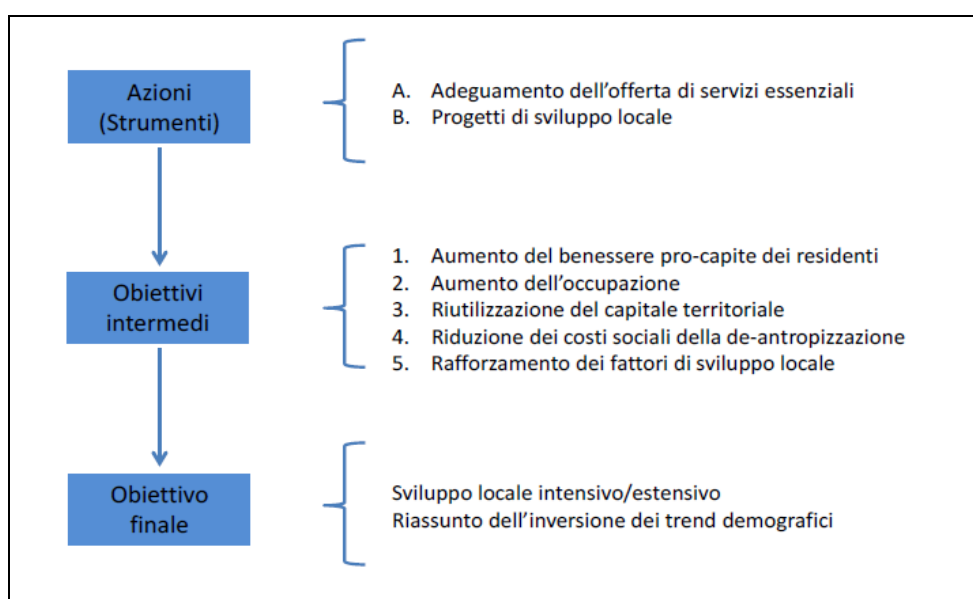 Azioni
(Strumenti)
A. Adeguamento dell'offerta di servizi essenziali
B. Progetti di sviluppo locale
Obiettivi
intermedi
1. Aumento del benessere pro-capite dei residenti
2. Aumento dell'occupazione
3. Riutilizzazione del capitale territoriale
4. Riduzione dei costi sociali della de-antropizzazione
5. Rafforzamento dei fattori di sviluppo locale
Obiettivo
finale
Sviluppo locale intensivo/estensivo
Riassunto dell'inversione dei trend demografici